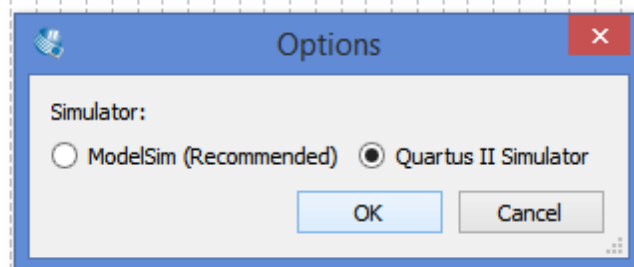 Options
Simulator:
ModelSim (Recommended) Quartus II Simulator
OK Cancel